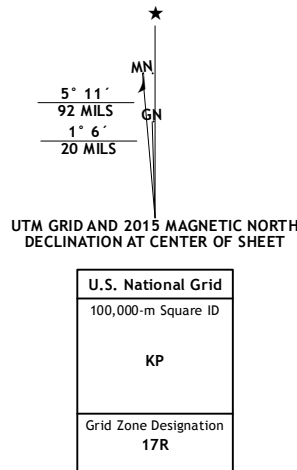 MN
5° 11´
92 MILS
GN
1° 6´
20 MILS
UTM GRID AND 2015 MAGNETIC NORTH
DECLINATION AT CENTER OF SHEET
U.S. National Grid
100,000-m Square ID
KP
Grid Zone Designation
17R